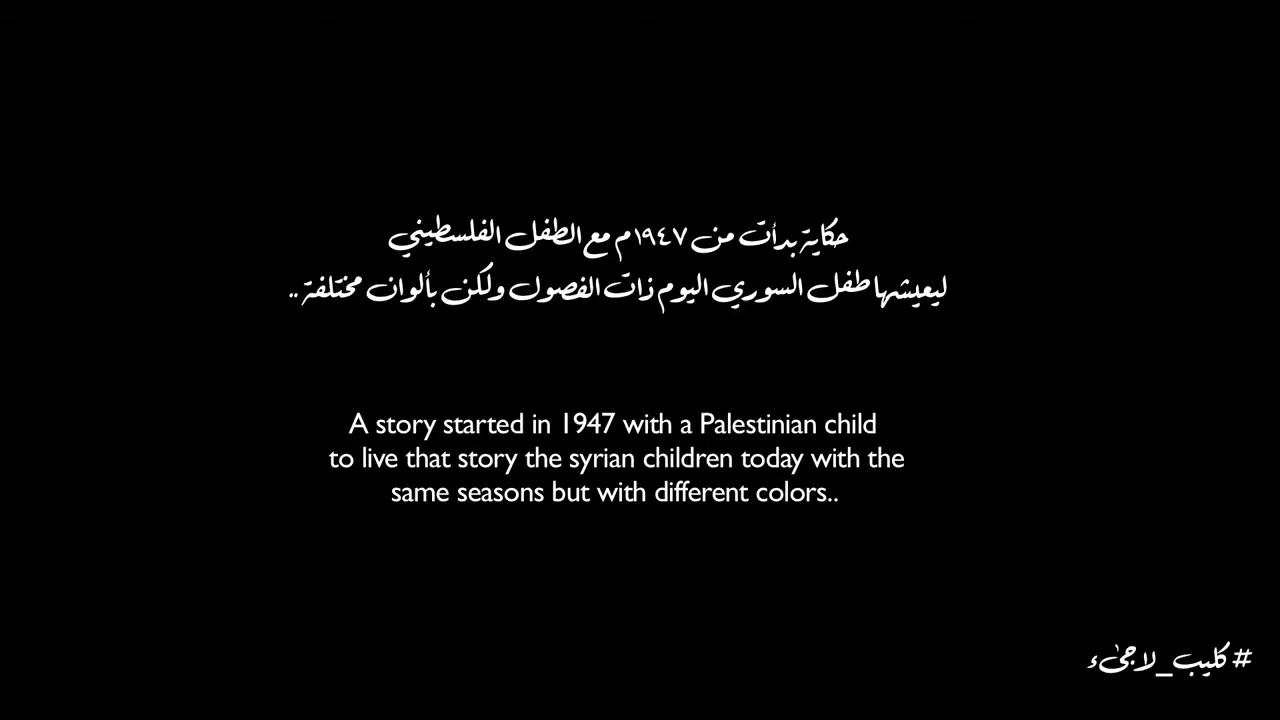 حكاية بدأت من ١٩٤٧م مع الطفل الفلسطيني
ليعيشها طفل السوري اليوم ذات الفصول ولكن بألوان مختلفة ..
A story started in 1947 with a Palestinian child
to live that story the syrian children today with the
same seasons but with different colors..
# كليب_لاجىء